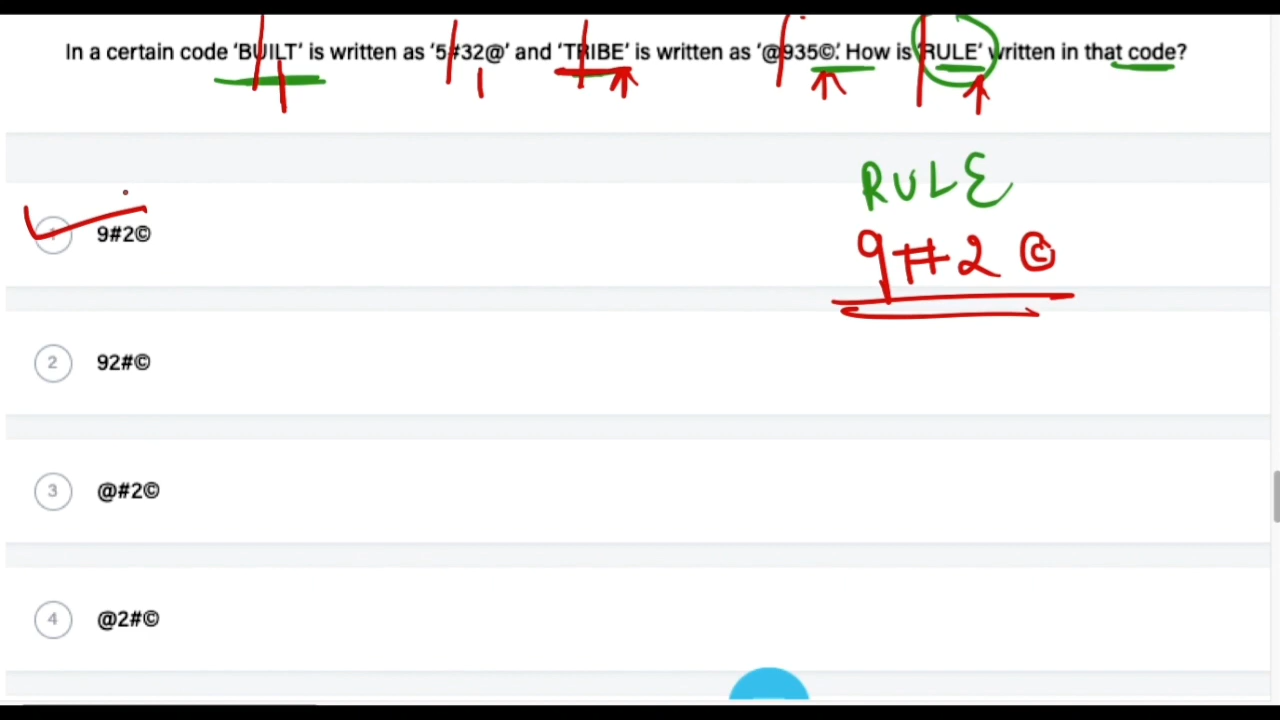 In a certain code ‘BUILT’ is written as ‘5#32@’ and ‘TRIBE’ is written as ‘@935©’. How is ‘RULE’ written in that code?
RULE
1 9#2©
9#2©
2 92#©
3 @#2©
4 @2#©